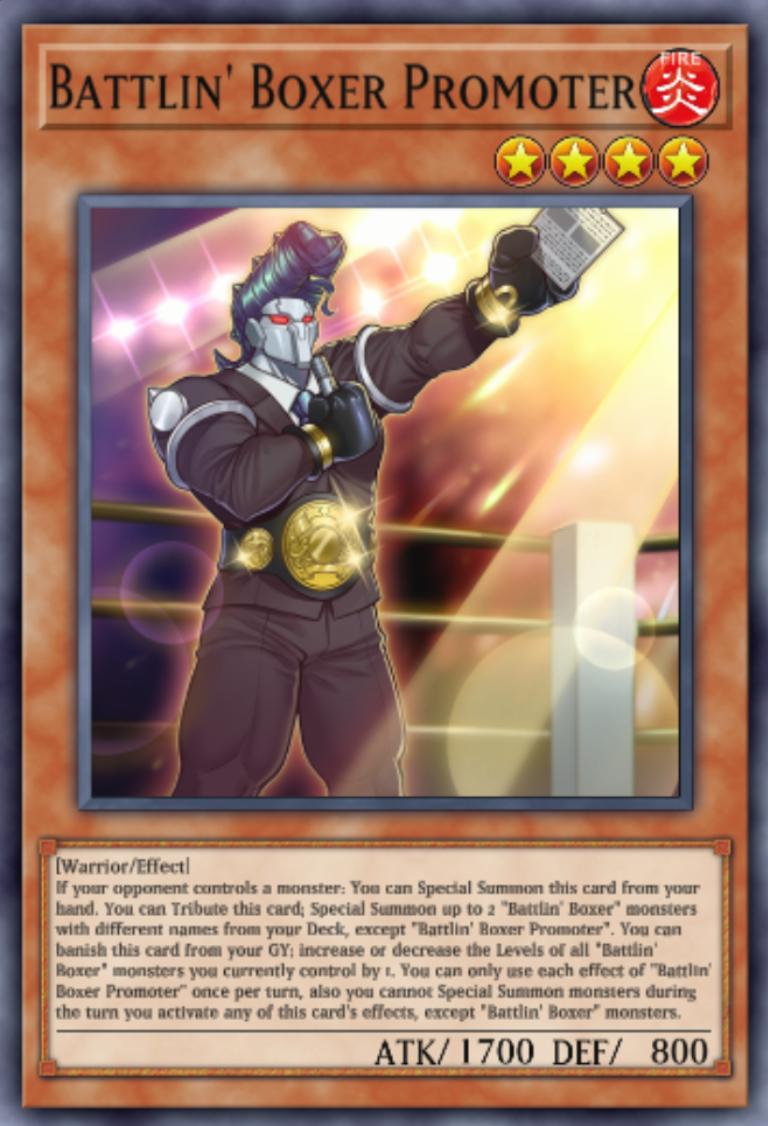 BATTLIN' BOXER PROMOTER
FIRE
炎
[Warrior/Effect]
If your opponent controls a monster: You can Special Summon this card from your
hand. You can Tribute this card; Special Summon up to 2 "Battlin' Boxer" monsters
with different names from your Deck, except "Battlin' Boxer Promoter". You can
banish this card from your GY; increase or decrease the Levels of all "Battlin'
Boxer" monsters you currently control by 1. You can only use each effect of "Battlin'
Boxer Promoter" once per turn, also you cannot Special Summon monsters during
the turn you activate any of this card's effects, except "Battlin' Boxer" monsters.
ATK/ 1700 DEF/ 800